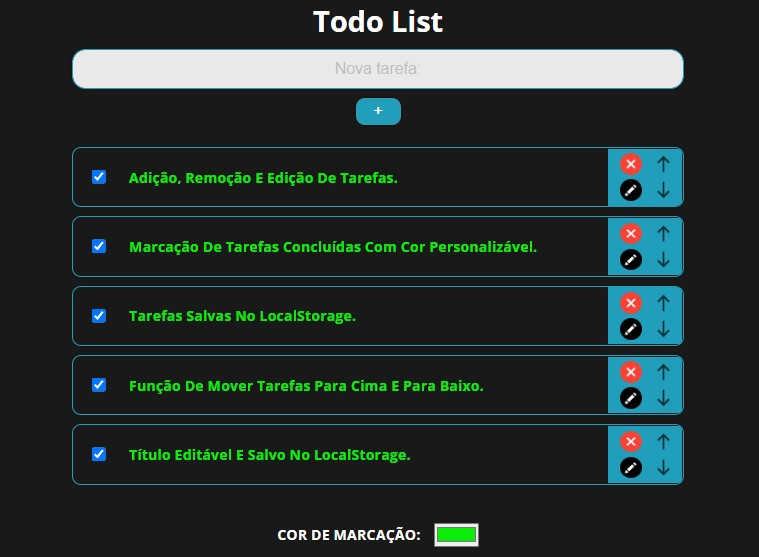 Todo List
Nova tarefa:
+
Adição, Remoção E Edição De Tarefas.
Marcação De Tarefas Concluídas Com Cor Personalizável.
Tarefas Salvas No LocalStorage.
Função De Mover Tarefas Para Cima E Para Baixo.
Título Editável E Salvo No LocalStorage.
COR DE MARCAÇÃO: